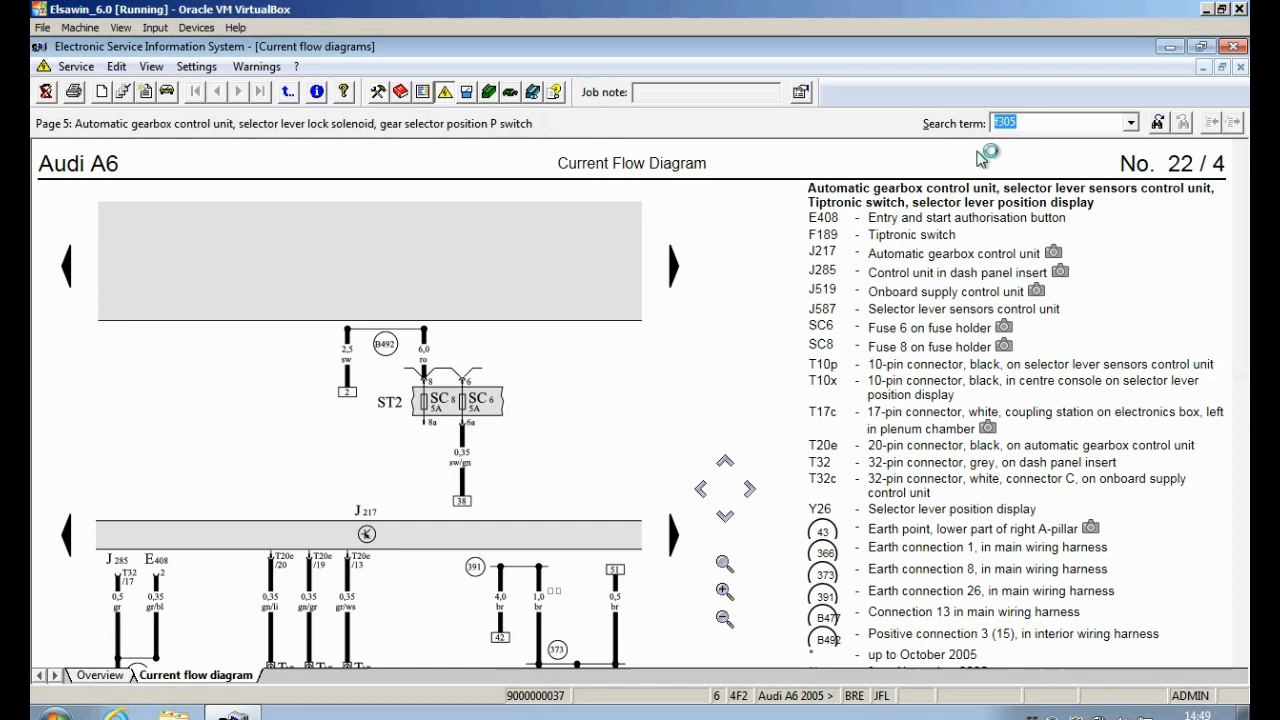 Elsawin_6.0 [Running] - Oracle VM VirtualBox
File Machine View Input Devices Help
Electronic Service Information System - [Current flow diagrams]
Service Edit View Settings Warnings ?
Job note:
Page 5: Automatic gearbox control unit, selector lever lock solenoid, gear selector position P switch
Search term: f305
Audi A6 Current Flow Diagram No. 22 / 4
Automatic gearbox control unit, selector lever sensors control unit,
Tiptronic switch, selector lever position display
E408 - Entry and start authorisation button
F189 - Tiptronic switch
J217 - Automatic gearbox control unit
J285 - Control unit in dash panel insert
J519 - Onboard supply control unit
J587 - Selector lever sensors control unit
SC6 - Fuse 6 on fuse holder
SC8 - Fuse 8 on fuse holder
T10p - 10-pin connector, black, on selector lever sensors control unit
T10x - 10-pin connector, black, in centre console on selector lever
position display
T17c - 17-pin connector, white, coupling station on electronics box, left
in plenum chamber
T20e - 20-pin connector, black, on automatic gearbox control unit
T32 - 32-pin connector, grey, on dash panel insert
T32c - 32-pin connector, white, connector C, on onboard supply
control unit
Y26 - Selector lever position display
43 - Earth point, lower part of right A-pillar
366 - Earth connection 1, in main wiring harness
373 - Earth connection 8, in main wiring harness
391 - Earth connection 26, in main wiring harness
B477 - Connection 13 in main wiring harness
B492 - Positive connection 3 (15), in interior wiring harness
* - up to October 2005
2,5 B492 6,0
sw ro
8 6
2
ST2 SC 8 SC 6
5A 5A
8a 6a
0,35
sw/gn
38
J 217
K
J 285 E408 T20e T20e T20e 391 51
T32 2 /20 /19 /13
/17
0,5 0,35 0,35 0,35 0,35 4,0 1,0 0,5
gr gr/bl gn/li gn/gr gr/ws br br br
42
373
Overview Current flow diagram
9000000037 6 4F2 Audi A6 2005 > BRE JFL ADMIN
14:49